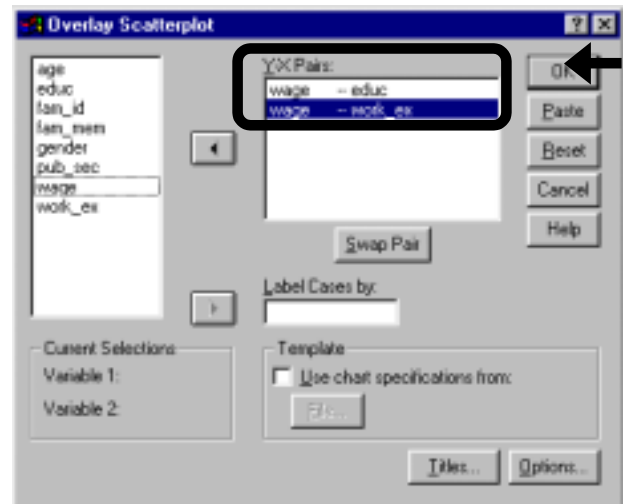 Overlay Scatterplot
age
educ
fam_id
fam_mem
gender
pub_sec
wage
work_ex
Y-X Pairs:
wage -- educ
wage -- work_ex
OK
Paste
Reset
Cancel
Help
Swap Pair
Label Cases by:
Current Selections
Variable 1:
Variable 2:
Template
Use chart specifications from:
File...
Titles...
Options...